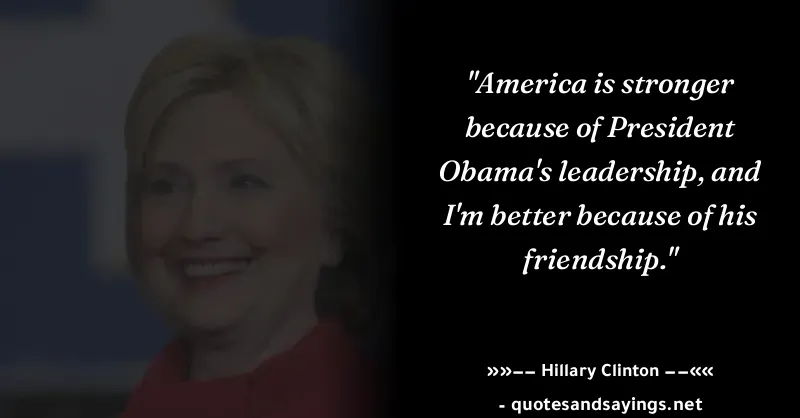 "America is stronger
because of President
Obama's leadership, and
I'm better because of his
friendship."
»»−− Hillary Clinton −−««
- quotesandsayings.net